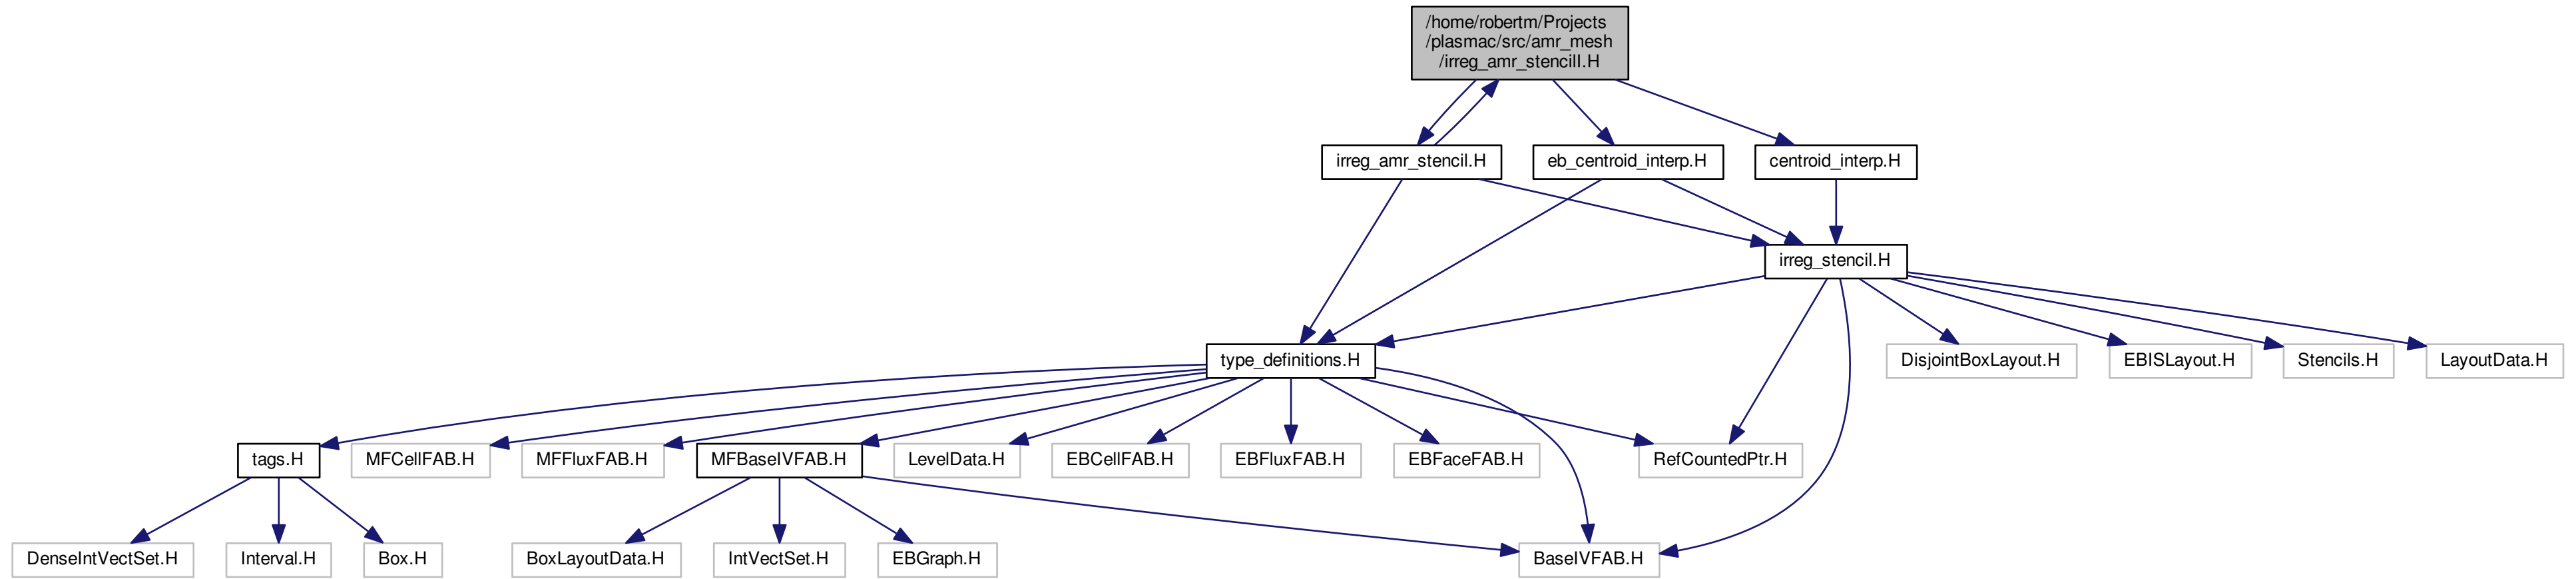 /home/robertm/Projects
/plasmac/src/amr_mesh
/irreg_amr_stencilI.H
irreg_amr_stencil.H
eb_centroid_interp.H
centroid_interp.H
irreg_stencil.H
type_definitions.H
DisjointBoxLayout.H
EBISLayout.H
Stencils.H
LayoutData.H
tags.H
MFCellFAB.H
MFFluxFAB.H
MFBaseIVFAB.H
LevelData.H
EBCellFAB.H
EBFluxFAB.H
EBFaceFAB.H
RefCountedPtr.H
DenseIntVectSet.H
Interval.H
Box.H
BoxLayoutData.H
IntVectSet.H
EBGraph.H
BaseIVFAB.H